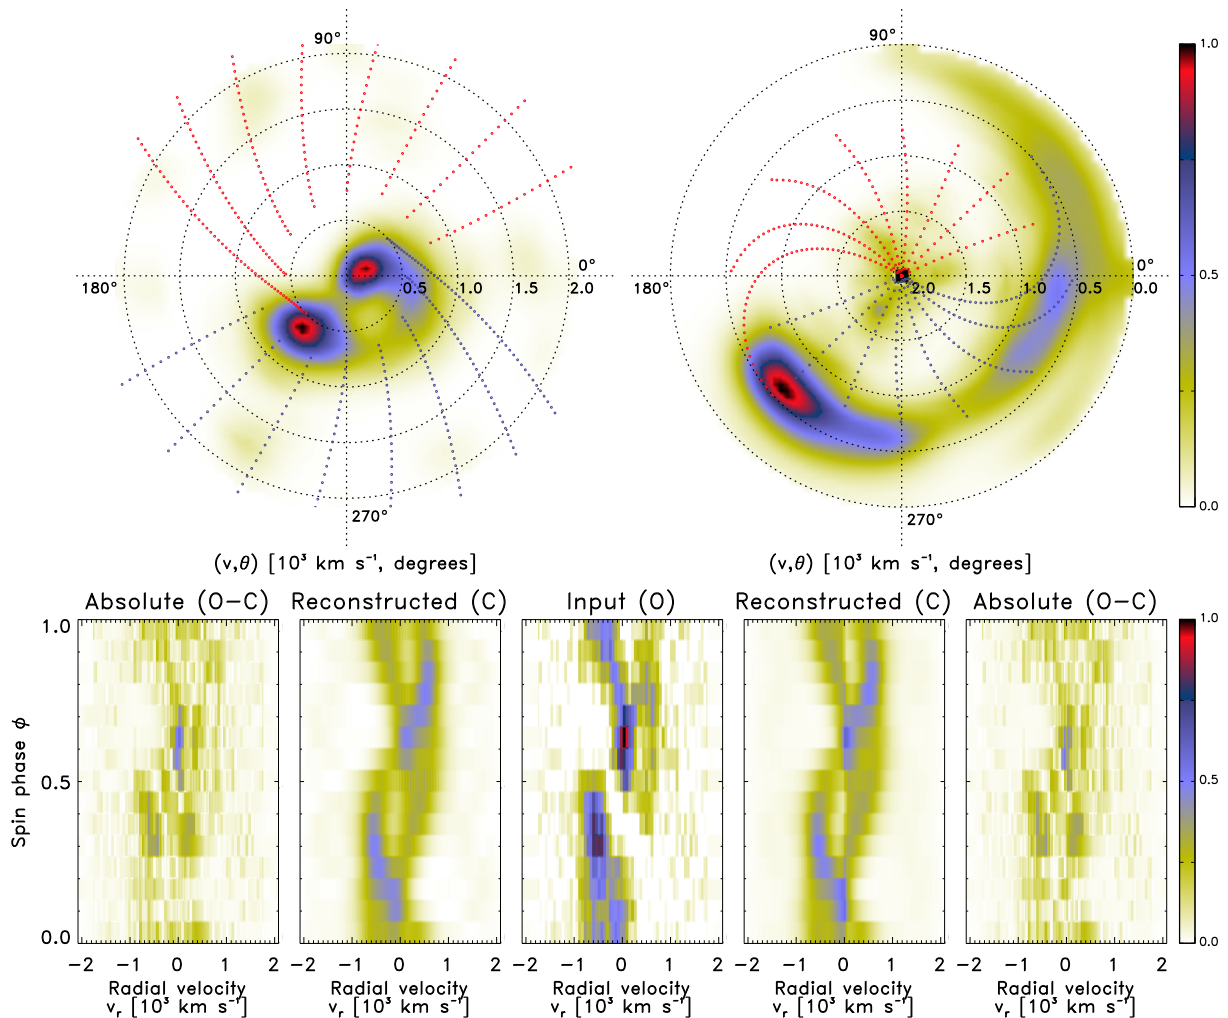 90°
90°
1.0
0°
0°
180°
0.5
1.0
1.5
2.0
180°
2.0
1.5
1.0
0.5
0.0
0.5
270°
270°
0.0
(v,θ) [10³ km s⁻¹, degrees]
(v,θ) [10³ km s⁻¹, degrees]
Absolute (O−C)
Reconstructed (C)
Input (O)
Reconstructed (C)
Absolute (O−C)
1.0
0.5
0.0
Spin phase ϕ
1.0
0.5
0.0
−2 −1 0 1 2
−2 −1 0 1 2
−2 −1 0 1 2
−2 −1 0 1 2
−2 −1 0 1 2
Radial velocity
vᵣ [10³ km s⁻¹]
Radial velocity
vᵣ [10³ km s⁻¹]
Radial velocity
vᵣ [10³ km s⁻¹]
Radial velocity
vᵣ [10³ km s⁻¹]
Radial velocity
vᵣ [10³ km s⁻¹]